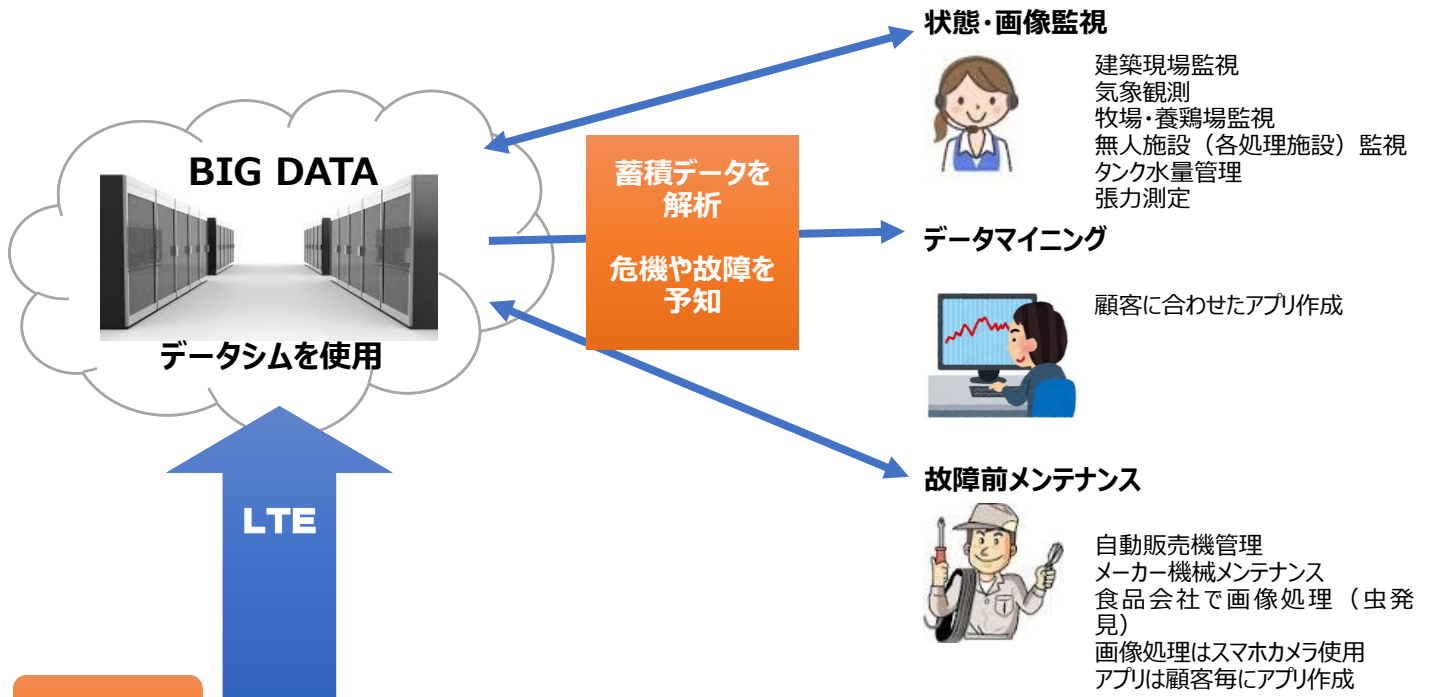 状態・画像監視
建築現場監視
気象観測
牧場・養鶏場監視
無人施設（各処理施設）監視
タンク水量管理
張力測定
BIG DATA
データシムを使用
蓄積データを
解析
危機や故障を
予知
データマイニング
顧客に合わせたアプリ作成
LTE
故障前メンテナンス
自動販売機管理
メーカー機械メンテナンス
食品会社で画像処理（虫発
見）
画像処理はスマホカメラ使用
アプリは顧客毎にアプリ作成